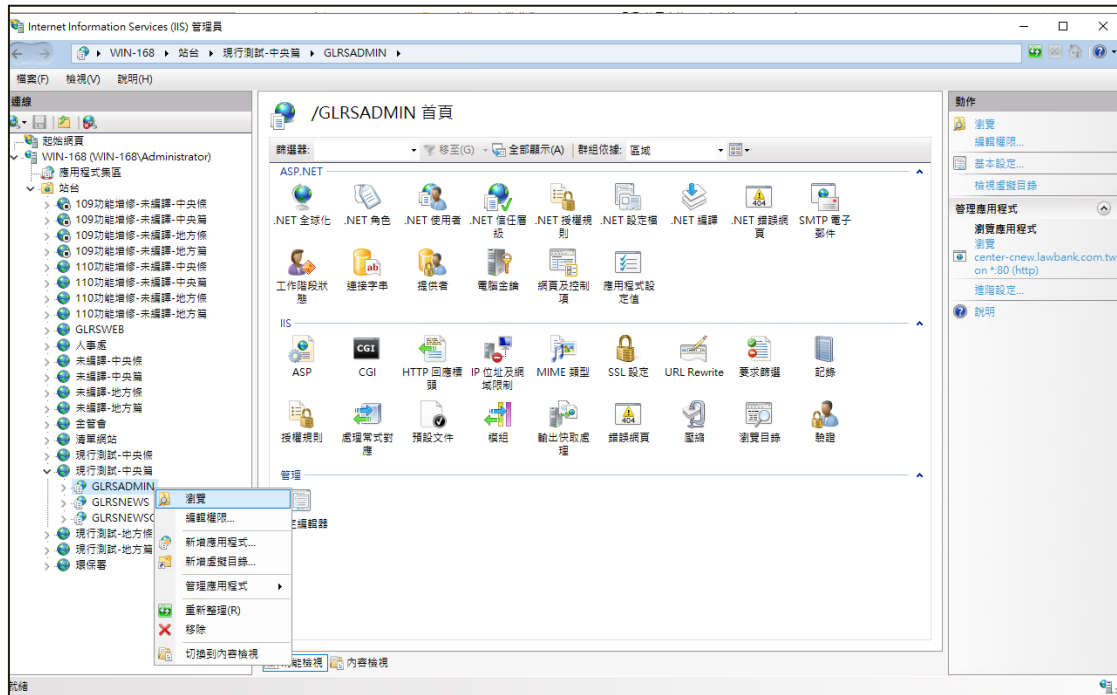 Internet Information Services (IIS) 管理員
WIN-168 ▸ 站台 ▸ 現行測試-中央篇 ▸ GLRSADMIN ▸
檔案(F) 檢視(V) 說明(H)
連線
起始網頁
WIN-168 (WIN-168\Administrator)
應用程式集區
站台
109功能增修-未編譯-中央條
109功能增修-未編譯-中央篇
109功能增修-未編譯-地方條
109功能增修-未編譯-地方篇
110功能增修-未編譯-中央條
110功能增修-未編譯-中央篇
110功能增修-未編譯-地方條
110功能增修-未編譯-地方篇
GLRSWEB
人事處
未編譯-中央條
未編譯-中央篇
未編譯-地方條
未編譯-地方篇
金管會
清單網站
現行測試-中央條
現行測試-中央篇
GLRSADMIN
GLRSNEWS
GLRSNEWSC
現行測試-地方條
現行測試-地方篇
環保署
瀏覽
編輯權限...
新增應用程式...
新增虛擬目錄...
管理應用程式
重新整理(R)
移除
切換到內容檢視
/GLRSADMIN 首頁
篩選器: 移至(G) 全部顯示(A) 群組依據: 區域
ASP.NET
.NET 全球化 .NET 角色 .NET 使用者 .NET 信任層級 .NET 授權規則 .NET 設定檔 .NET 編譯 .NET 錯誤網頁 SMTP 電子郵件
工作階段狀態 連接字串 提供者 電腦金鑰 網頁及控制項 應用程式設定值
IIS
ASP CGI HTTP 回應標頭 IP 位址及網域限制 MIME 類型 SSL 設定 URL Rewrite 要求篩選 記錄
授權規則 處理常式對應 預設文件 模組 輸出快取處理 錯誤網頁 壓縮 瀏覽目錄 驗證
管理
編輯器
能檢視 內容檢視
動作
瀏覽
編輯權限...
基本設定...
檢視虛擬目錄
管理應用程式
瀏覽應用程式
瀏覽
center-cnew.lawbank.com.tw
on *:80 (http)
進階設定...
說明
就緒